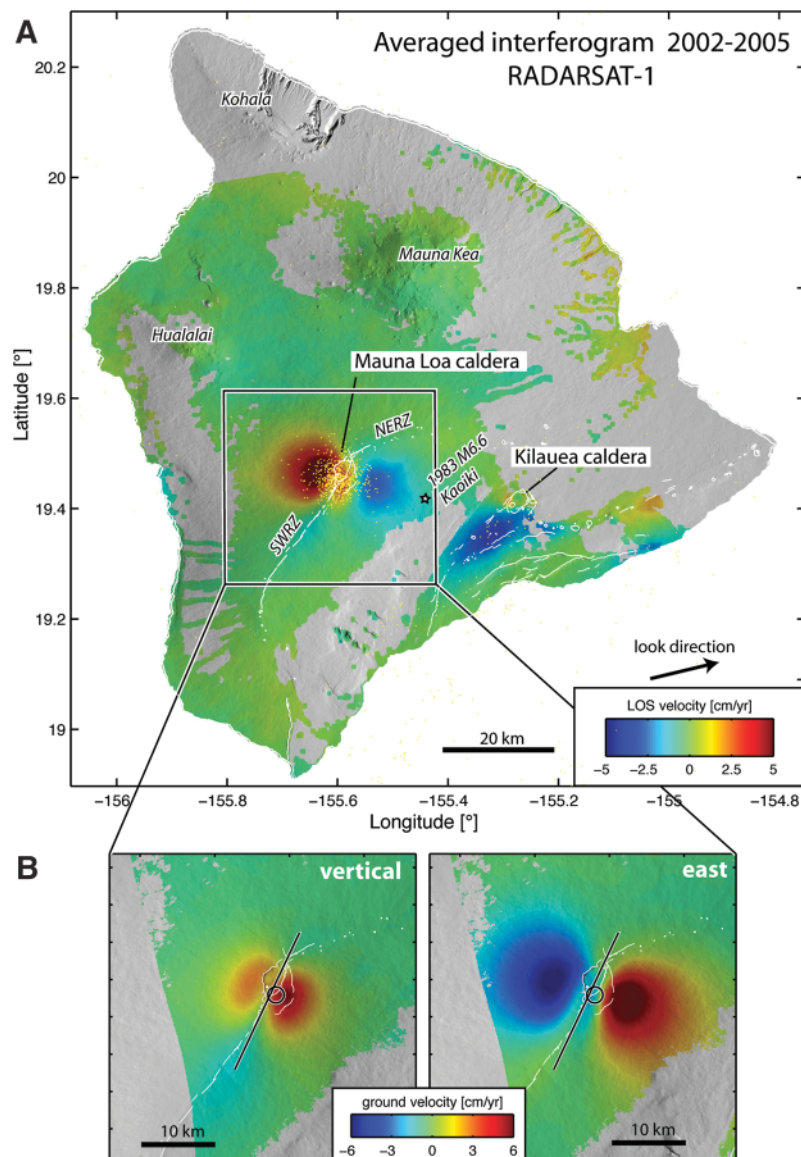 A
Averaged interferogram 2002-2005
RADARSAT-1
Kohala
Mauna Kea
Hualalai
Mauna Loa caldera
NERZ
1983 M6.6
Kaoiki
Kilauea caldera
SWRZ
look direction
LOS velocity [cm/yr]
−5 −2.5 0 2.5 5
20 km
20.2
20
19.8
19.6
19.4
19.2
19
Latitude [°]
−156 −155.8 −155.6 −155.4 −155.2 −155 −154.8
Longitude [°]
B
vertical
east
ground velocity [cm/yr]
−6 −3 0 3 6
10 km
10 km